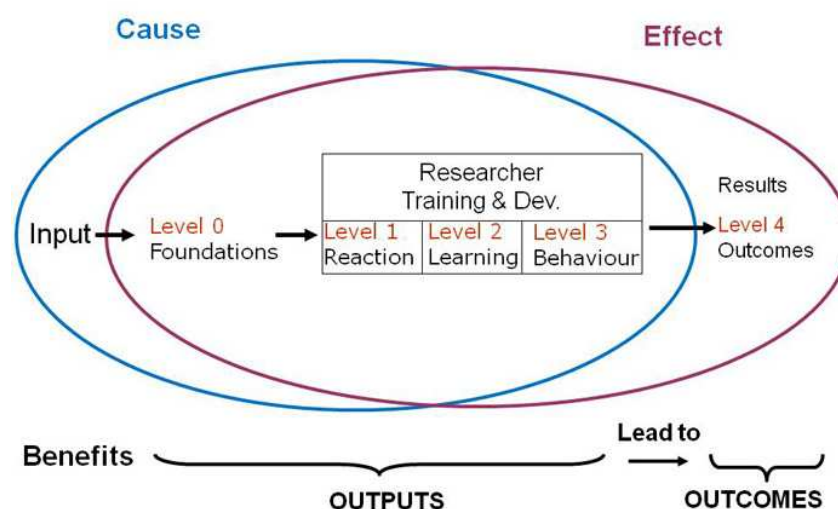 Cause
Effect
Researcher
Training & Dev.
Results
Input
Level 0
Foundations
Level 1
Reaction
Level 2
Learning
Level 3
Behaviour
Level 4
Outcomes
Lead to
Benefits
OUTPUTS
OUTCOMES